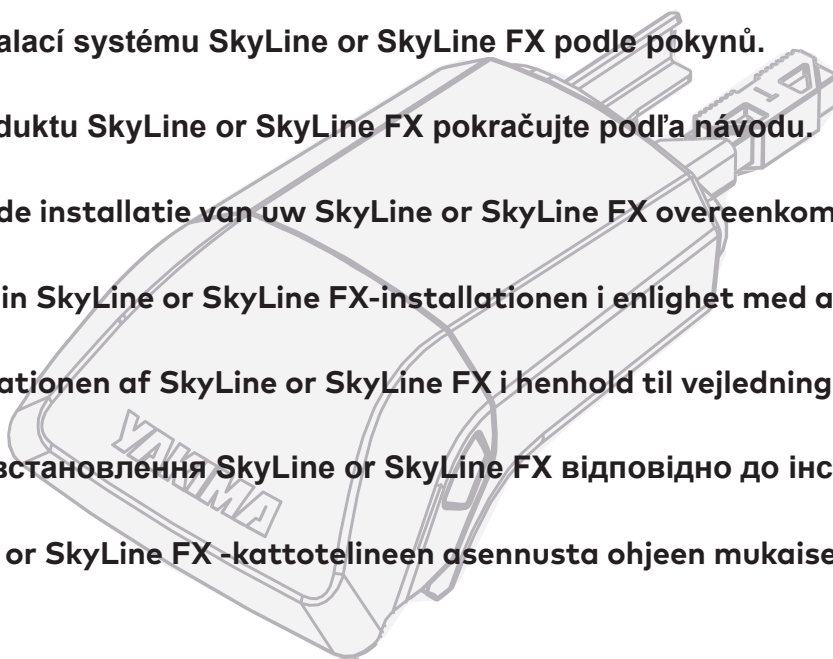 alací systému SkyLine or SkyLine FX podle pokynů.
duktu SkyLine or SkyLine FX pokračujte podľa návodu.
de installatie van uw SkyLine or SkyLine FX overeenkom
in SkyLine or SkyLine FX-installationen i enlighet med a
ationen af SkyLine or SkyLine FX i henhold til vejledning
встановлення SkyLine or SkyLine FX відповідно до інс
or SkyLine FX -kattotelineen asennusta ohjeen mukaise
YAKIMA